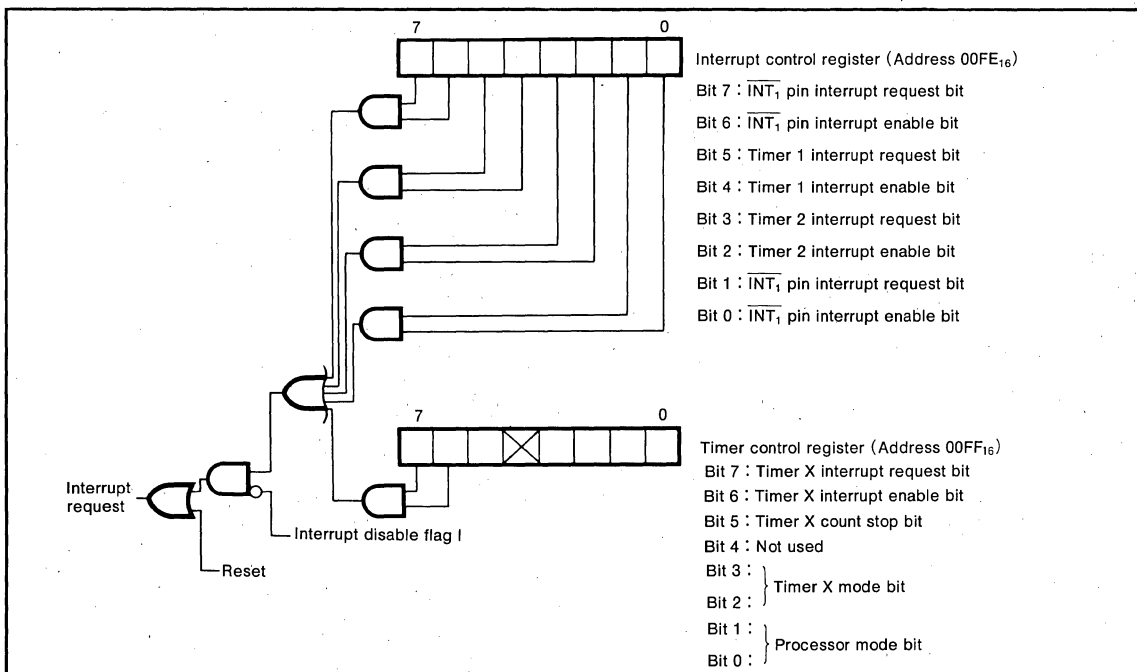 7 0
Interrupt control register (Address 00FE₁₆)
Bit 7 : I̅N̅T̅₁̅ pin interrupt request bit
Bit 6 : I̅N̅T̅₁̅ pin interrupt enable bit
Bit 5 : Timer 1 interrupt request bit
Bit 4 : Timer 1 interrupt enable bit
Bit 3 : Timer 2 interrupt request bit
Bit 2 : Timer 2 interrupt enable bit
Bit 1 : I̅N̅T̅₁̅ pin interrupt request bit
Bit 0 : I̅N̅T̅₁̅ pin interrupt enable bit
7 0
Timer control register (Address 00FF₁₆)
Bit 7 : Timer X interrupt request bit
Bit 6 : Timer X interrupt enable bit
Bit 5 : Timer X count stop bit
Bit 4 : Not used
Bit 3 :
Timer X mode bit
Bit 2 :
Bit 1 :
Processor mode bit
Bit 0 :
Interrupt
request
Interrupt disable flag I
Reset